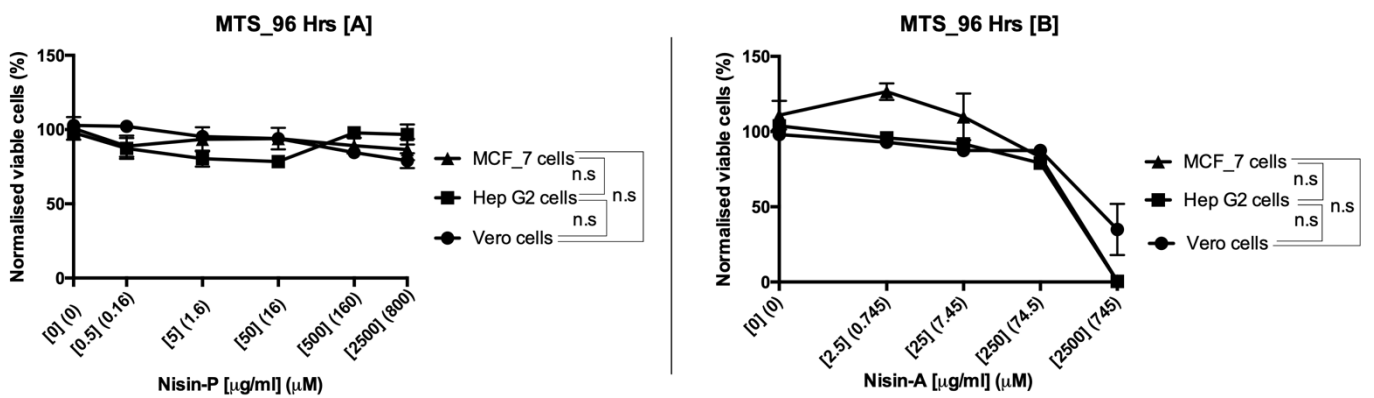 MTS_96 Hrs [A]
Normalised viable cells (%)
150
100
50
0
[0] (0)
[0.5] (0.16)
[5] (1.6)
[50] (16)
[500] (160)
[2500] (800)
Nisin-P [μg/ml] (μM)
MCF_7 cells
n.s
Hep G2 cells
n.s
n.s
Vero cells
MTS_96 Hrs [B]
Normalised viable cells (%)
150
100
50
0
[0] (0)
[2.5] (0.745)
[25] (7.45)
[250] (74.5)
[2500] (745)
Nisin-A [μg/ml] (μM)
MCF_7 cells
n.s
Hep G2 cells
n.s
n.s
Vero cells